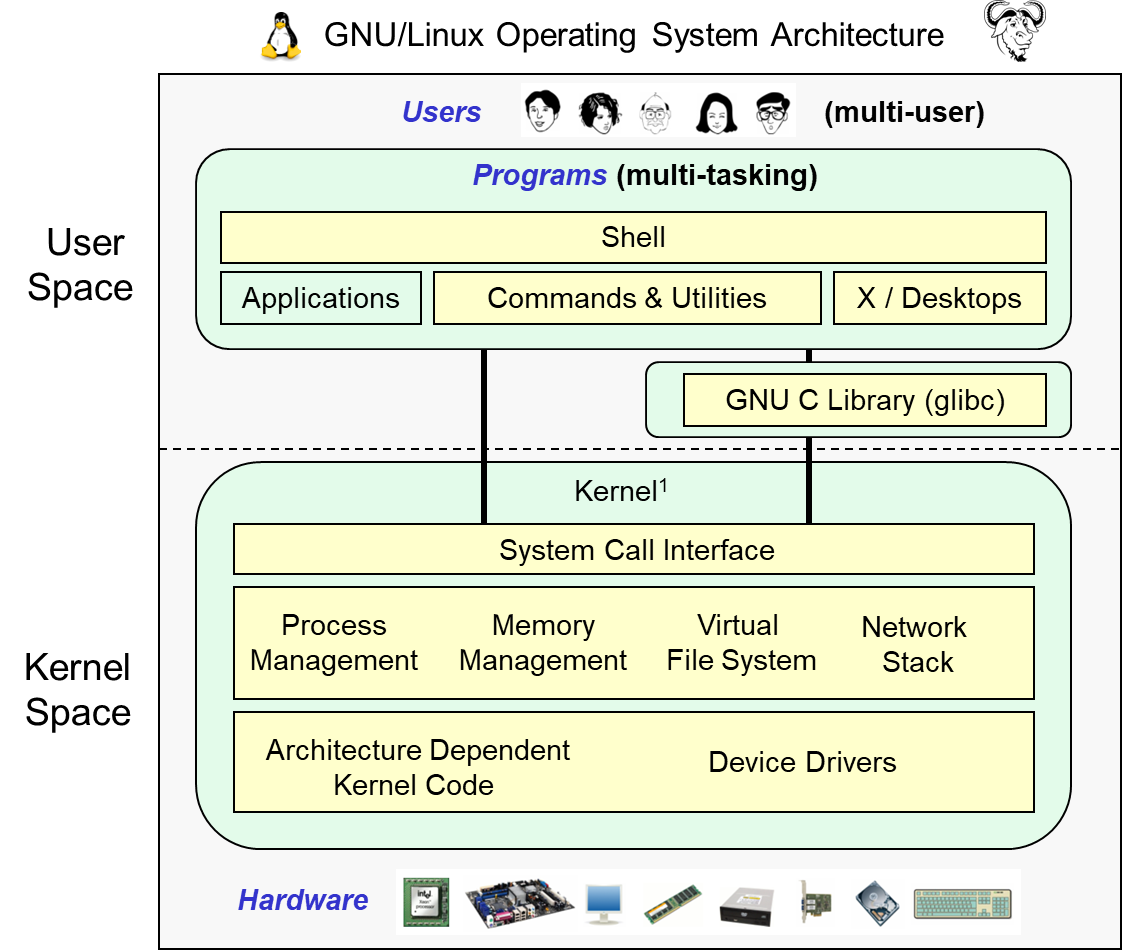 GNU/Linux Operating System Architecture
Users (multi-user)
Programs (multi-tasking)
Shell
Applications
Commands & Utilities
X / Desktops
User
Space
GNU C Library (glibc)
Kernel¹
System Call Interface
Process
Management
Memory
Management
Virtual
File System
Network
Stack
Kernel
Space
Architecture Dependent
Kernel Code
Device Drivers
Hardware
intel